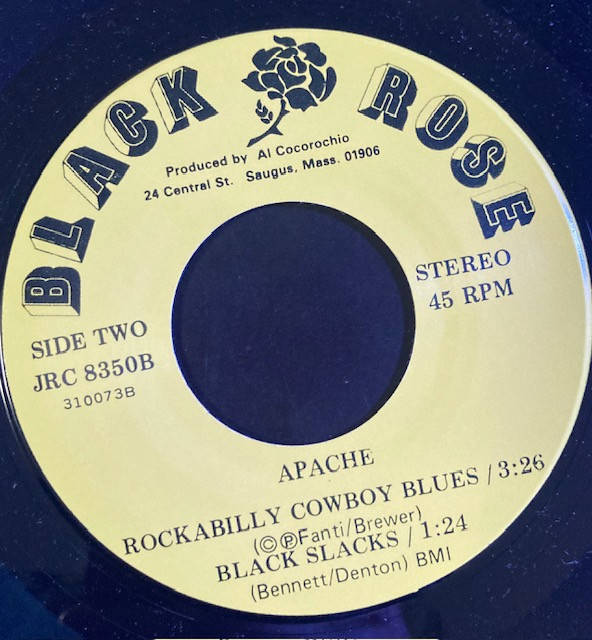 BLACK ROSE
Produced by Al Cocorochio
24 Central St. Saugus, Mass. 01906
STEREO
45 RPM
SIDE TWO
JRC 8350B
310073B
APACHE
ROCKABILLY COWBOY BLUES / 3:26
(©℗Fanti/Brewer)
BLACK SLACKS / 1:24
(Bennett/Denton) BMI